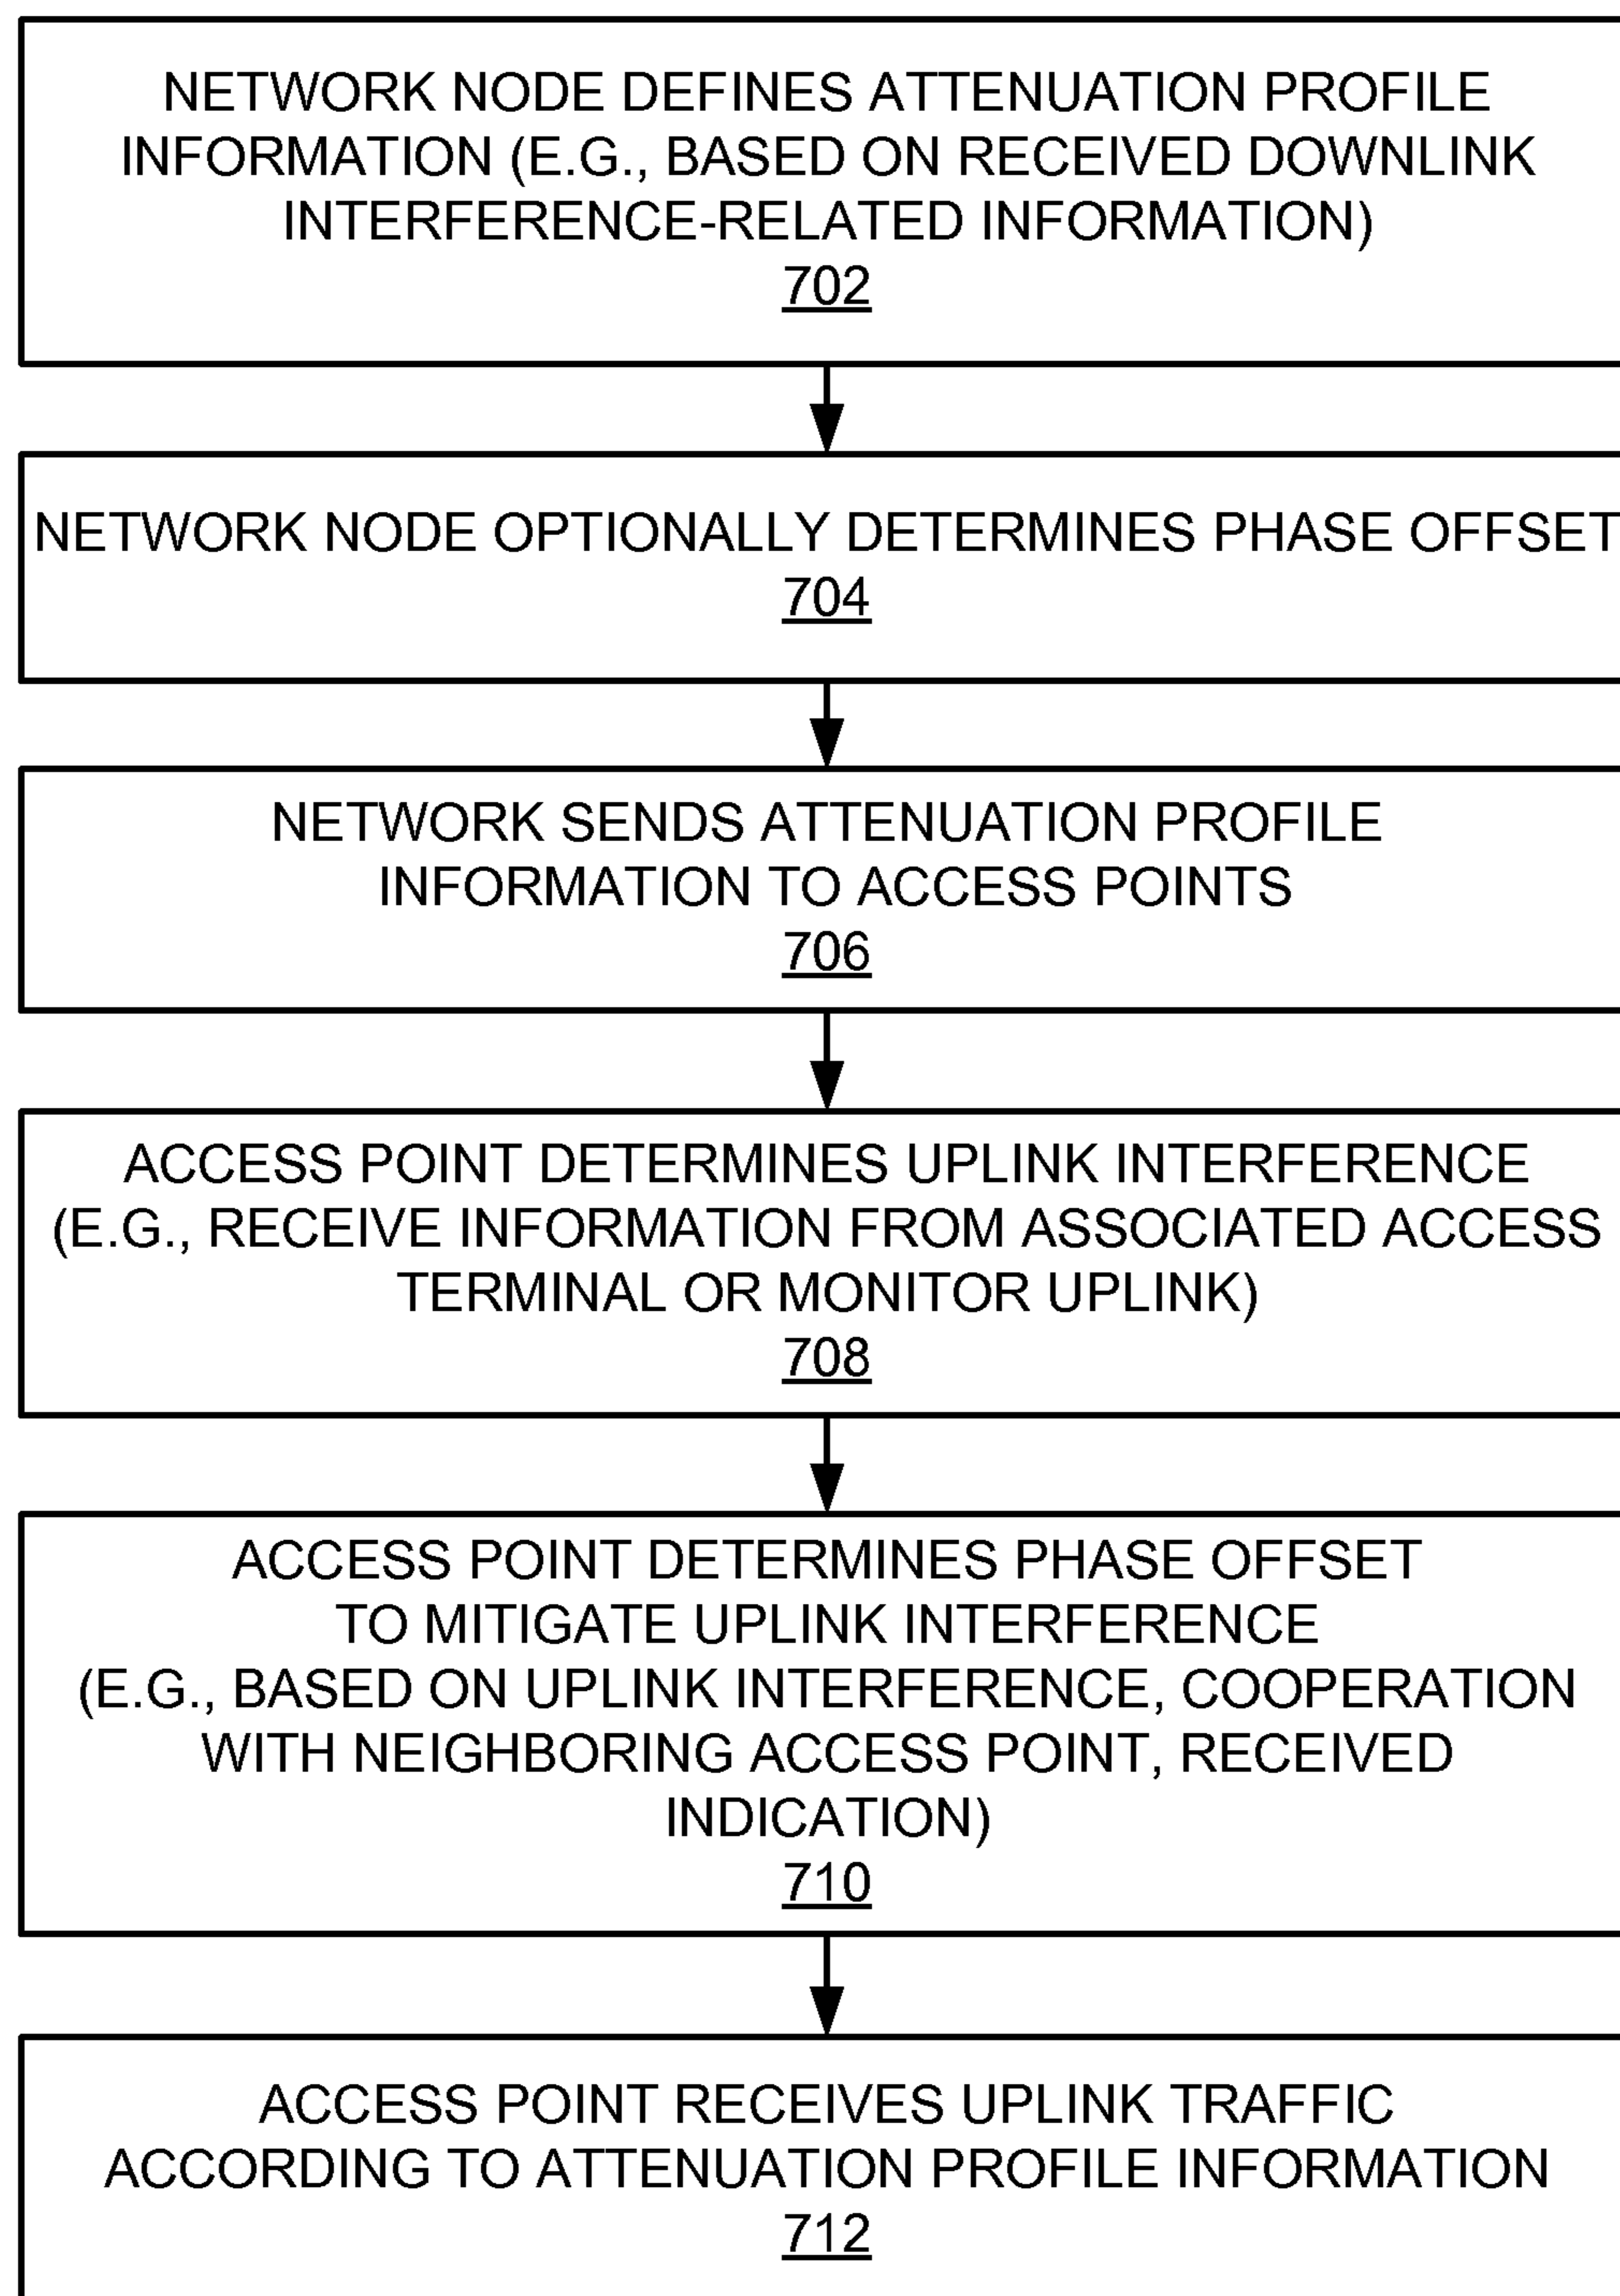 NETWORK NODE DEFINES ATTENUATION PROFILE
INFORMATION (E.G., BASED ON RECEIVED DOWNLINK
INTERFERENCE-RELATED INFORMATION)
702
NETWORK NODE OPTIONALLY DETERMINES PHASE OFFSET
704
NETWORK SENDS ATTENUATION PROFILE
INFORMATION TO ACCESS POINTS
706
ACCESS POINT DETERMINES UPLINK INTERFERENCE
(E.G., RECEIVE INFORMATION FROM ASSOCIATED ACCESS
TERMINAL OR MONITOR UPLINK)
708
ACCESS POINT DETERMINES PHASE OFFSET
TO MITIGATE UPLINK INTERFERENCE
(E.G., BASED ON UPLINK INTERFERENCE, COOPERATION
WITH NEIGHBORING ACCESS POINT, RECEIVED
INDICATION)
710
ACCESS POINT RECEIVES UPLINK TRAFFIC
ACCORDING TO ATTENUATION PROFILE INFORMATION
712